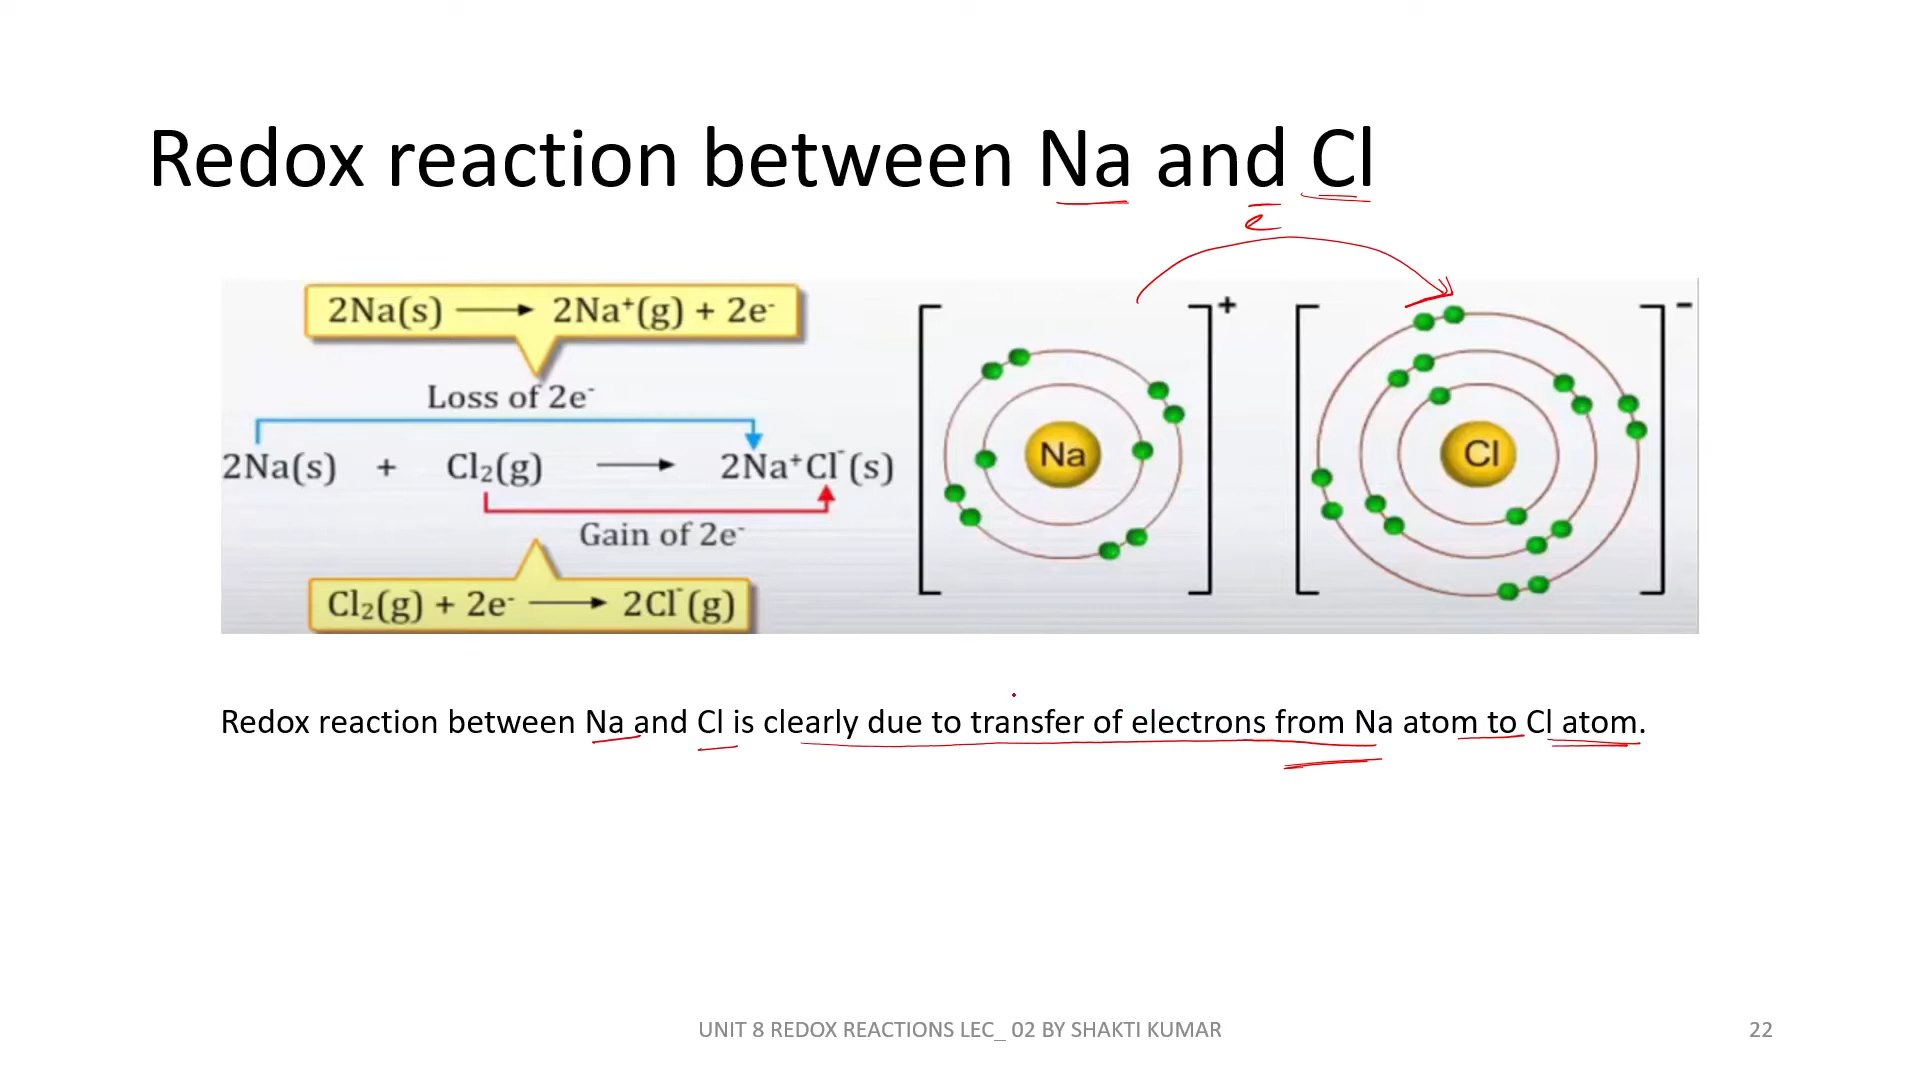 Redox reaction between Na and Cl
e
2Na(s) ⟶ 2Na⁺(g) + 2e⁻
Loss of 2e⁻
2Na(s) + Cl₂(g) ⟶ 2Na⁺Cl⁻(s)
Gain of 2e⁻
Cl₂(g) + 2e⁻ ⟶ 2Cl⁻(g)
[Na]⁺ [Cl]⁻
Redox reaction between Na and Cl is clearly due to transfer of electrons from Na atom to Cl atom.
UNIT 8 REDOX REACTIONS LEC_ 02 BY SHAKTI KUMAR
22